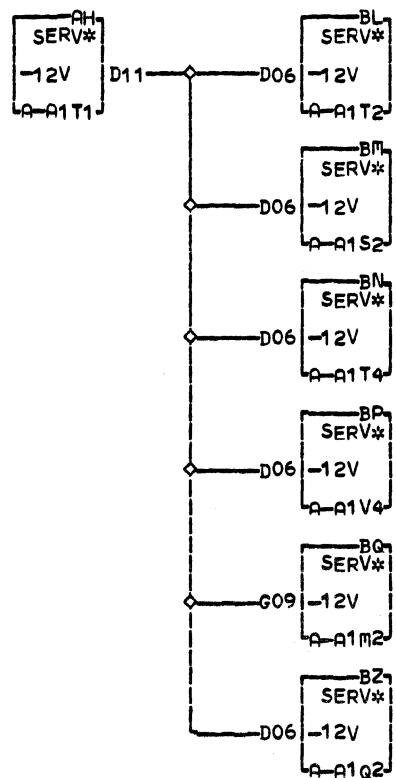 AH BL
SERV* SERV*
-12V D11 D06 -12V
A-A1T1 A-A1T2
BM
SERV*
D06 -12V
A-A1S2
BN
SERV*
D06 -12V
A-A1T4
BP
SERV*
D06 -12V
A-A1V4
BQ
SERV*
G09 -12V
A-A1M2
BZ
SERV*
D06 -12V
A-A1Q2